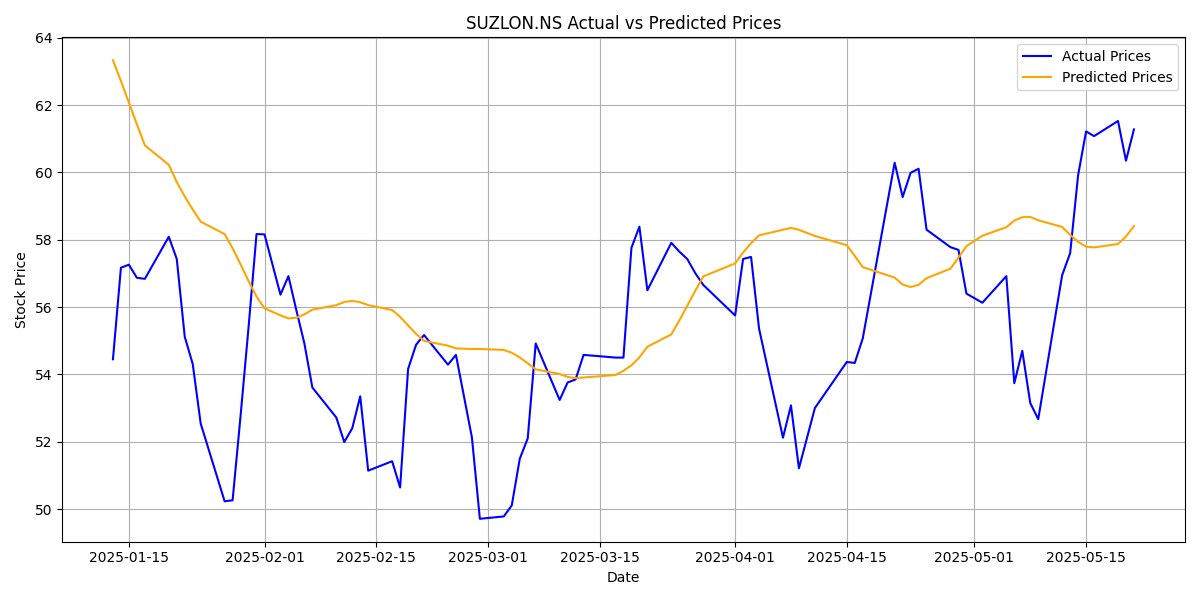 SUZLON.NS Actual vs Predicted Prices
Actual Prices
Predicted Prices
Stock Price
64
62
60
58
56
54
52
50
2025-01-15 2025-02-01 2025-02-15 2025-03-01 2025-03-15 2025-04-01 2025-04-15 2025-05-01 2025-05-15
Date